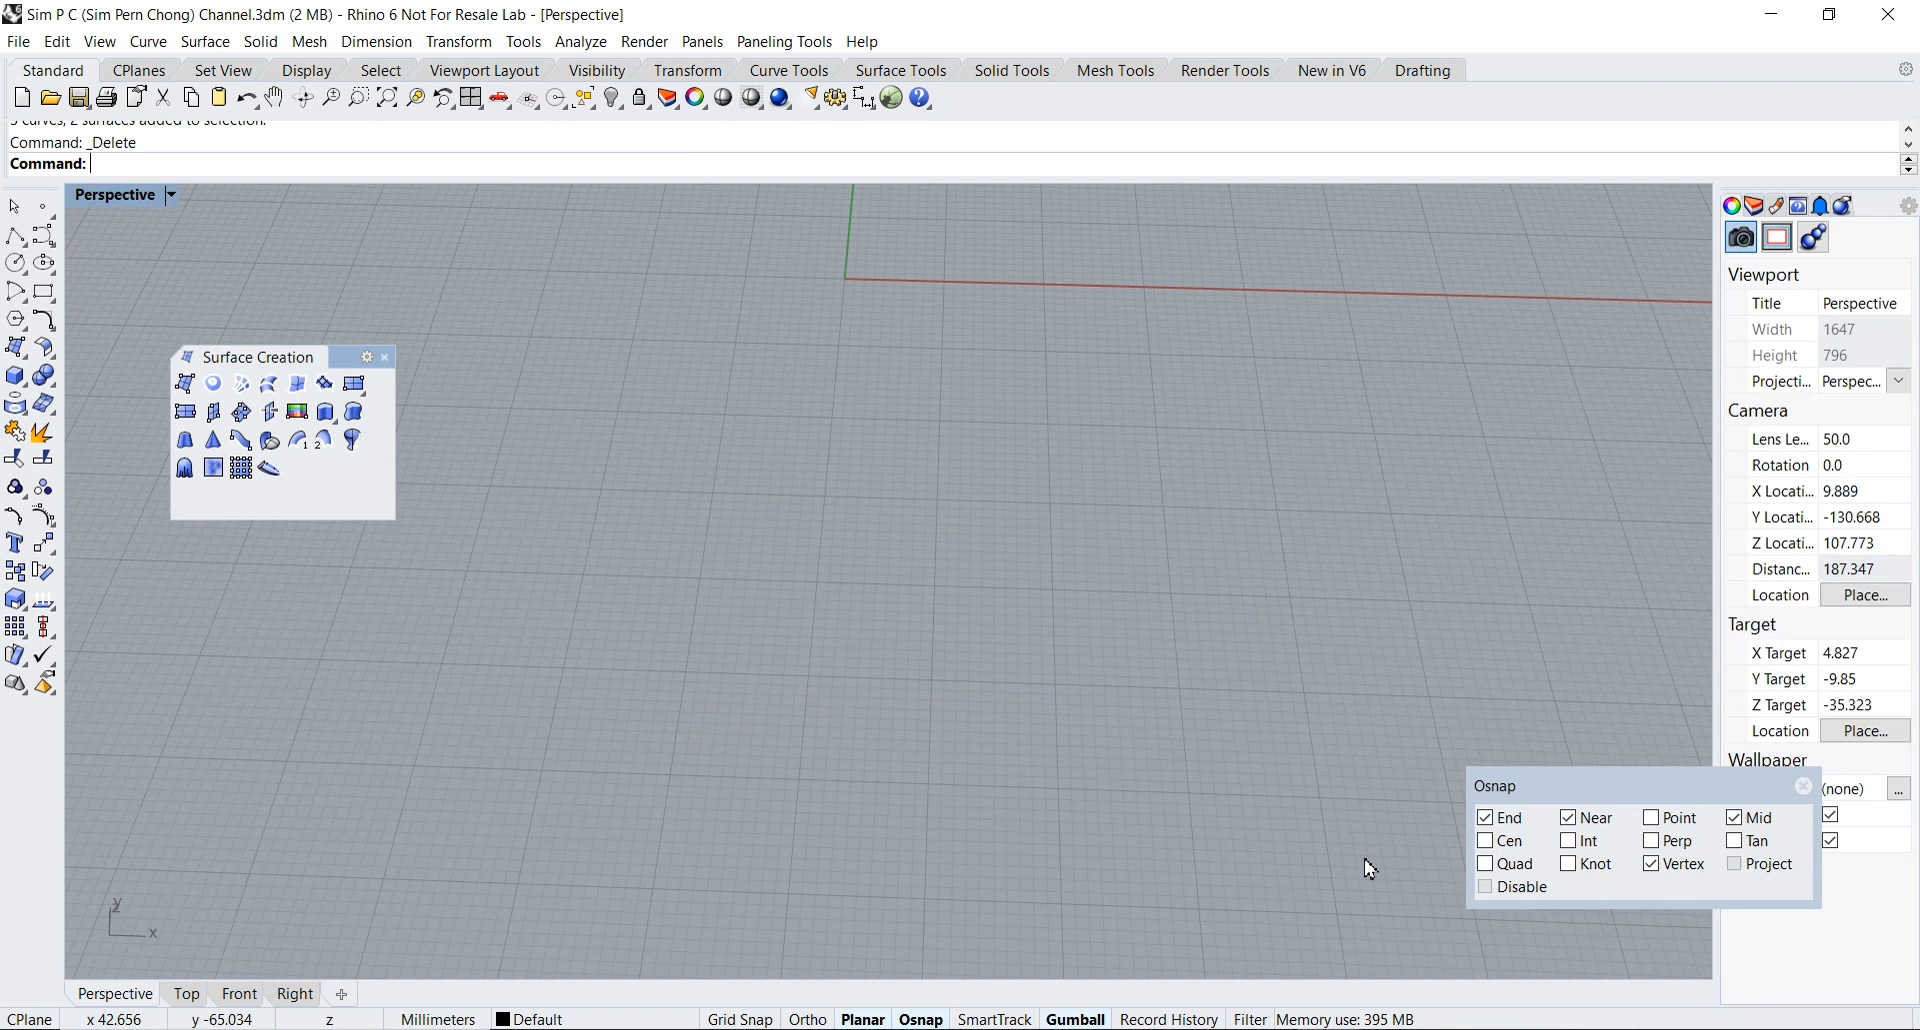 Sim P C (Sim Pern Chong) Channel.3dm (2 MB) - Rhino 6 Not For Resale Lab - [Perspective]
File Edit View Curve Surface Solid Mesh Dimension Transform Tools Analyze Render Panels Paneling Tools Help
Standard CPlanes Set View Display Select Viewport Layout Visibility Transform Curve Tools Surface Tools Solid Tools Mesh Tools Render Tools New in V6 Drafting
Command: _Delete
Command:
Perspective
Surface Creation
1 2
y
x
Viewport
Title Perspective
Width 1647
Height 796
Projecti... Perspec...
Camera
Lens Le... 50.0
Rotation 0.0
X Locati... 9.889
Y Locati... -130.668
Z Locati... 107.773
Distanc... 187.347
Location Place...
Target
X Target 4.827
Y Target -9.85
Z Target -35.323
Location Place...
Wallpaper
(none) ...
Osnap
End Near Point Mid
Cen Int Perp Tan
Quad Knot Vertex Project
Disable
Perspective Top Front Right
CPlane x 42.656 y -65.034 z Millimeters Default Grid Snap Ortho Planar Osnap SmartTrack Gumball Record History Filter Memory use: 395 MB